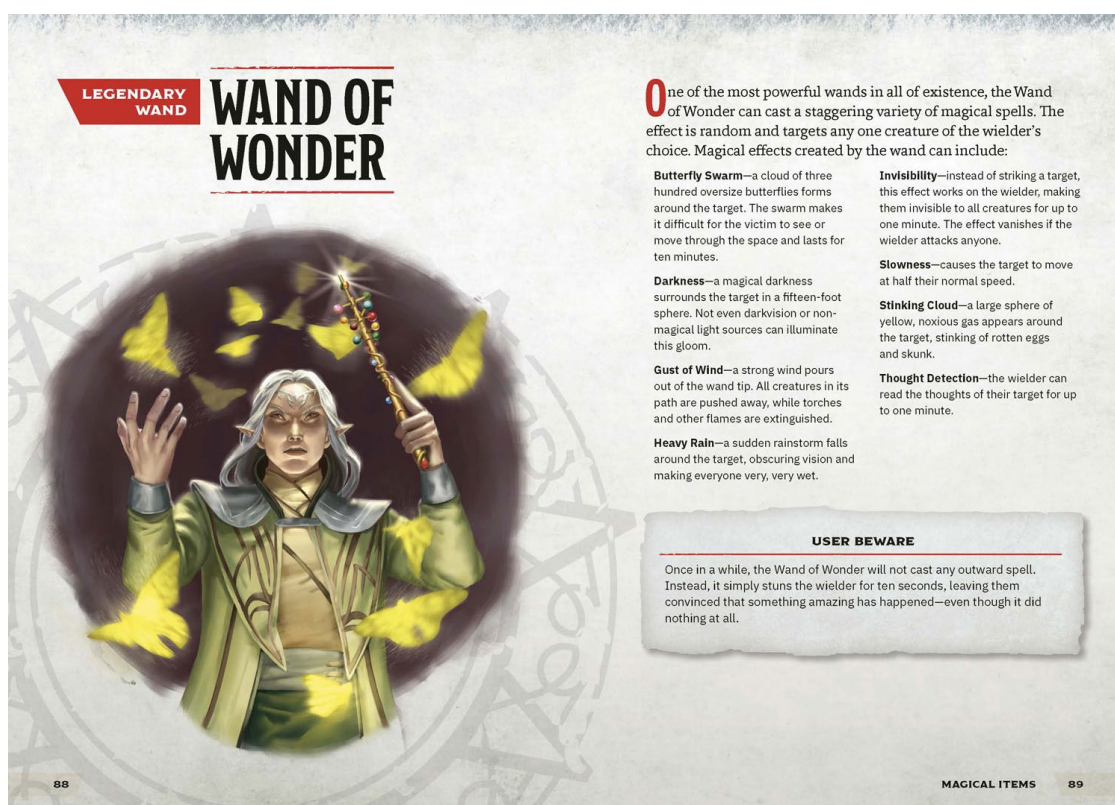 LEGENDARY
WAND
WAND OF
WONDER
One of the most powerful wands in all of existence, the Wand
of Wonder can cast a staggering variety of magical spells. The
effect is random and targets any one creature of the wielder's
choice. Magical effects created by the wand can include:
Butterfly Swarm—a cloud of three
hundred oversize butterflies forms
around the target. The swarm makes
it difficult for the victim to see or
move through the space and lasts for
ten minutes.
Darkness—a magical darkness
surrounds the target in a fifteen-foot
sphere. Not even darkvision or non-
magical light sources can illuminate
this gloom.
Gust of Wind—a strong wind pours
out of the wand tip. All creatures in its
path are pushed away, while torches
and other flames are extinguished.
Heavy Rain—a sudden rainstorm falls
around the target, obscuring vision and
making everyone very, very wet.
Invisibility—instead of striking a target,
this effect works on the wielder, making
them invisible to all creatures for up to
one minute. The effect vanishes if the
wielder attacks anyone.
Slowness—causes the target to move
at half their normal speed.
Stinking Cloud—a large sphere of
yellow, noxious gas appears around
the target, stinking of rotten eggs
and skunk.
Thought Detection—the wielder can
read the thoughts of their target for up
to one minute.
USER BEWARE
Once in a while, the Wand of Wonder will not cast any outward spell.
Instead, it simply stuns the wielder for ten seconds, leaving them
convinced that something amazing has happened—even though it did
nothing at all.
88
MAGICAL ITEMS 89